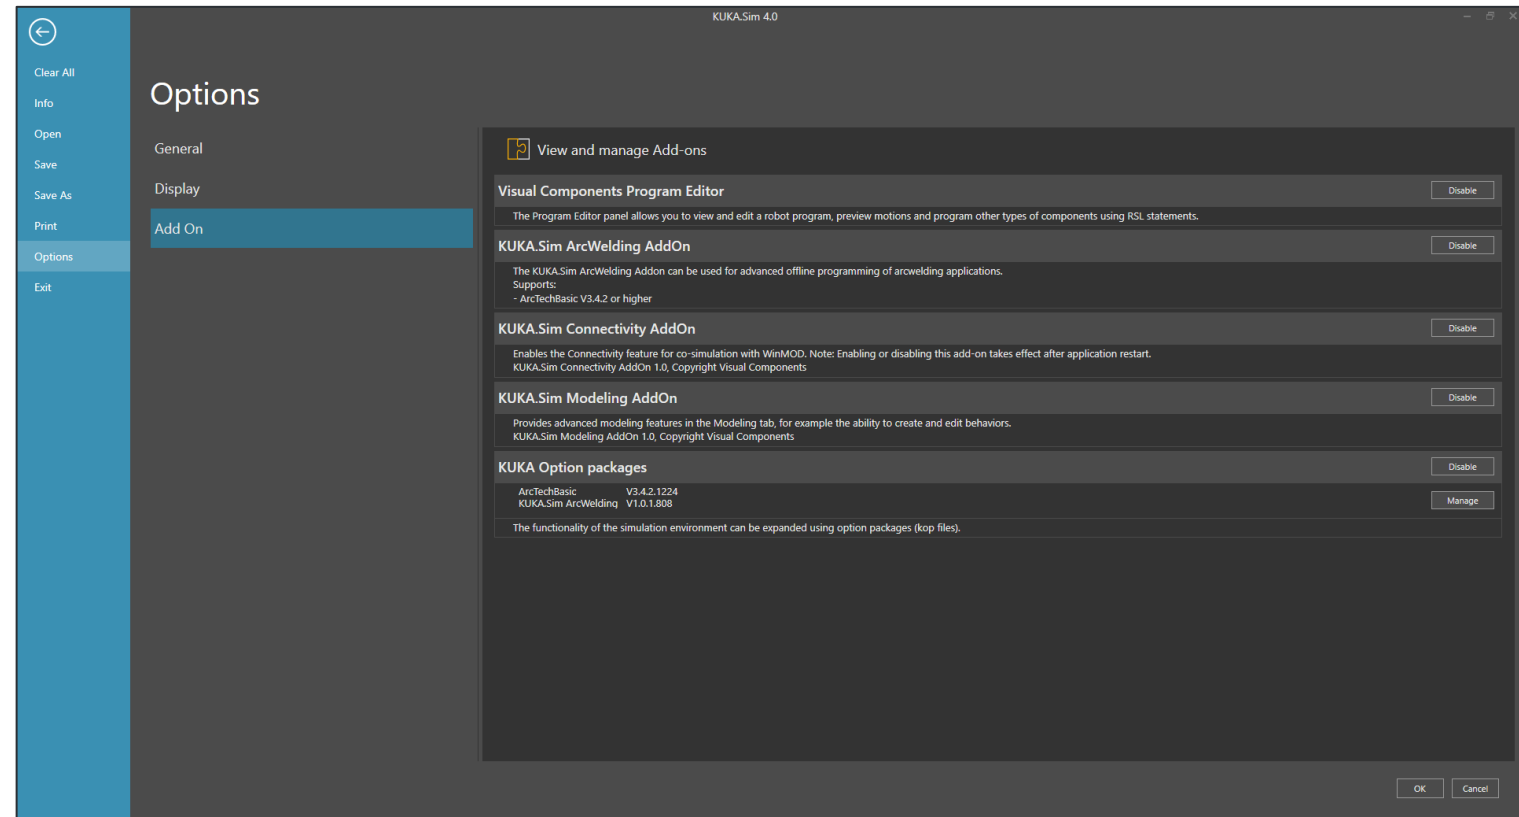 KUKA.Sim 4.0
Clear All
Info
Open
Save
Save As
Print
Options
Exit
Options
General
Display
Add On
View and manage Add-ons
Visual Components Program Editor
Disable
The Program Editor panel allows you to view and edit a robot program, preview motions and program other types of components using RSL statements.
KUKA.Sim ArcWelding AddOn
Disable
The KUKA.Sim ArcWelding Addon can be used for advanced offline programming of arcwelding applications.
Supports:
- ArcTechBasic V3.4.2 or higher
KUKA.Sim Connectivity AddOn
Disable
Enables the Connectivity feature for co-simulation with WinMOD. Note: Enabling or disabling this add-on takes effect after application restart.
KUKA.Sim Connectivity AddOn 1.0, Copyright Visual Components
KUKA.Sim Modeling AddOn
Disable
Provides advanced modeling features in the Modeling tab, for example the ability to create and edit behaviors.
KUKA.Sim Modeling AddOn 1.0, Copyright Visual Components
KUKA Option packages
Disable
ArcTechBasic V3.4.2.1224
KUKA.Sim ArcWelding V1.0.1.808
Manage
The functionality of the simulation environment can be expanded using option packages (kop files).
OK
Cancel